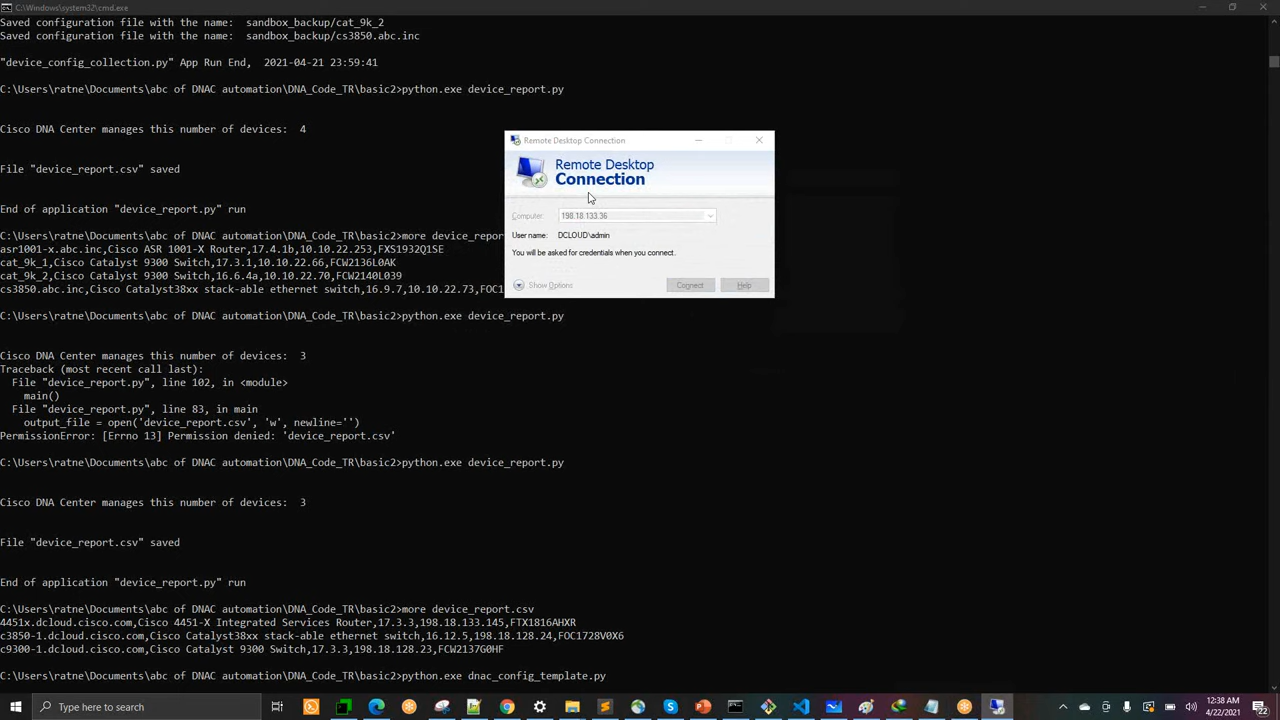 C:\Windows\system32\cmd.exe
Saved configuration file with the name:  sandbox_backup/cat_9k_2
Saved configuration file with the name:  sandbox_backup/cs3850.abc.inc
"device_config_collection.py" App Run End,  2021-04-21 23:59:41
C:\Users\ratne\Documents\abc of DNAC automation\DNA_Code_TR\basic2>python.exe device_report.py
Cisco DNA Center manages this number of devices:  4
File "device_report.csv" saved
End of application "device_report.py" run
C:\Users\ratne\Documents\abc of DNAC automation\DNA_Code_TR\basic2>more device_repor
asr1001-x.abc.inc,Cisco ASR 1001-X Router,17.4.1b,10.10.22.253,FXS1932Q1SE
cat_9k_1,Cisco Catalyst 9300 Switch,17.3.1,10.10.22.66,FCW2136L0AK
cat_9k_2,Cisco Catalyst 9300 Switch,16.6.4a,10.10.22.70,FCW2140L039
cs3850.abc.inc,Cisco Catalyst38xx stack-able ethernet switch,16.9.7,10.10.22.73,FOC1
C:\Users\ratne\Documents\abc of DNAC automation\DNA_Code_TR\basic2>python.exe device_report.py
Cisco DNA Center manages this number of devices:  3
Traceback (most recent call last):
  File "device_report.py", line 102, in <module>
    main()
  File "device_report.py", line 83, in main
    output_file = open('device_report.csv', 'w', newline='')
PermissionError: [Errno 13] Permission denied: 'device_report.csv'
C:\Users\ratne\Documents\abc of DNAC automation\DNA_Code_TR\basic2>python.exe device_report.py
Cisco DNA Center manages this number of devices:  3
File "device_report.csv" saved
End of application "device_report.py" run
C:\Users\ratne\Documents\abc of DNAC automation\DNA_Code_TR\basic2>more device_report.csv
4451x.dcloud.cisco.com,Cisco 4451-X Integrated Services Router,17.3.3,198.18.133.145,FTX1816AHXR
c3850-1.dcloud.cisco.com,Cisco Catalyst38xx stack-able ethernet switch,16.12.5,198.18.128.24,FOC1728V0X6
c9300-1.dcloud.cisco.com,Cisco Catalyst 9300 Switch,17.3.3,198.18.128.23,FCW2137G0HF
C:\Users\ratne\Documents\abc of DNAC automation\DNA_Code_TR\basic2>python.exe dnac_config_template.py
Remote Desktop Connection
Remote Desktop
Connection
Computer: 198.18.133.36
User name: DCLOUD\admin
You will be asked for credentials when you connect.
Show Options
Connect
Help
Type here to search
12:38 AM
4/22/2021